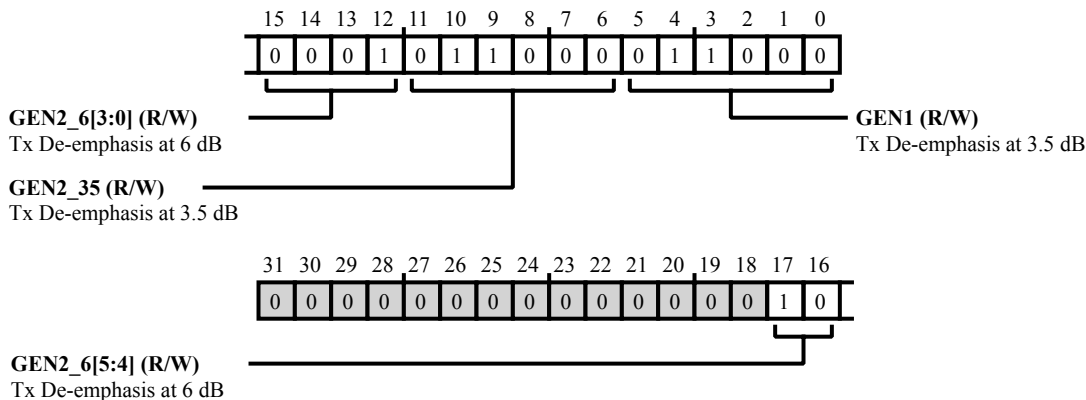 15 14 13 12 11 10 9 8 7 6 5 4 3 2 1 0
0 0 0 1 0 1 1 0 0 0 0 1 1 0 0 0
GEN2_6[3:0] (R/W)
Tx De-emphasis at 6 dB
GEN1 (R/W)
Tx De-emphasis at 3.5 dB
GEN2_35 (R/W)
Tx De-emphasis at 3.5 dB
31 30 29 28 27 26 25 24 23 22 21 20 19 18 17 16
0 0 0 0 0 0 0 0 0 0 0 0 0 0 1 0
GEN2_6[5:4] (R/W)
Tx De-emphasis at 6 dB